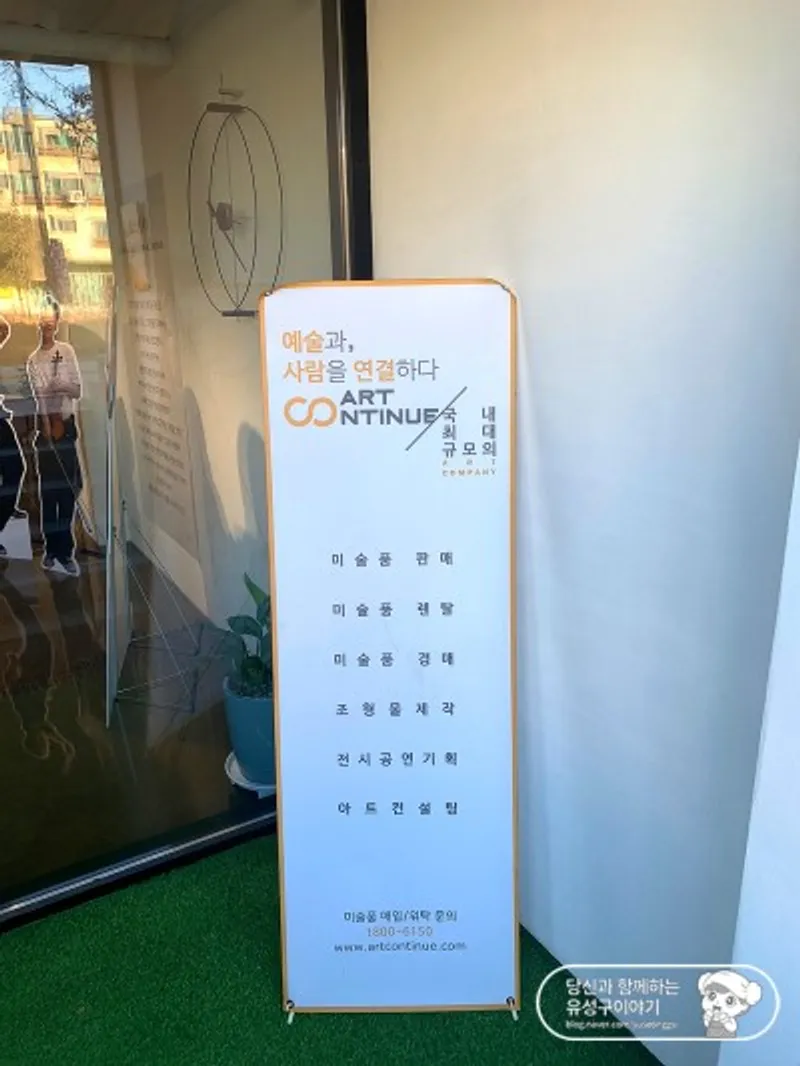 예술과,
사람을 연결하다
ART
CONTINUE
국 내
최 대
규모의
ART
COMPANY
미술품 판매
미술품 렌탈
미술품 경매
조형물제작
전시공연기획
아트컨설팅
미술품 매입/위탁 문의
1800-6150
www.artcontinue.com
당신과 함께하는
유성구이야기